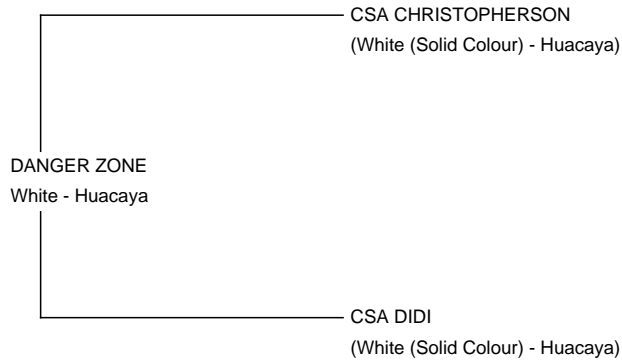 CSA CHRISTOPHERSON
(White (Solid Colour) - Huacaya)
DANGER ZONE
White - Huacaya
CSA DIDI
(White (Solid Colour) - Huacaya)